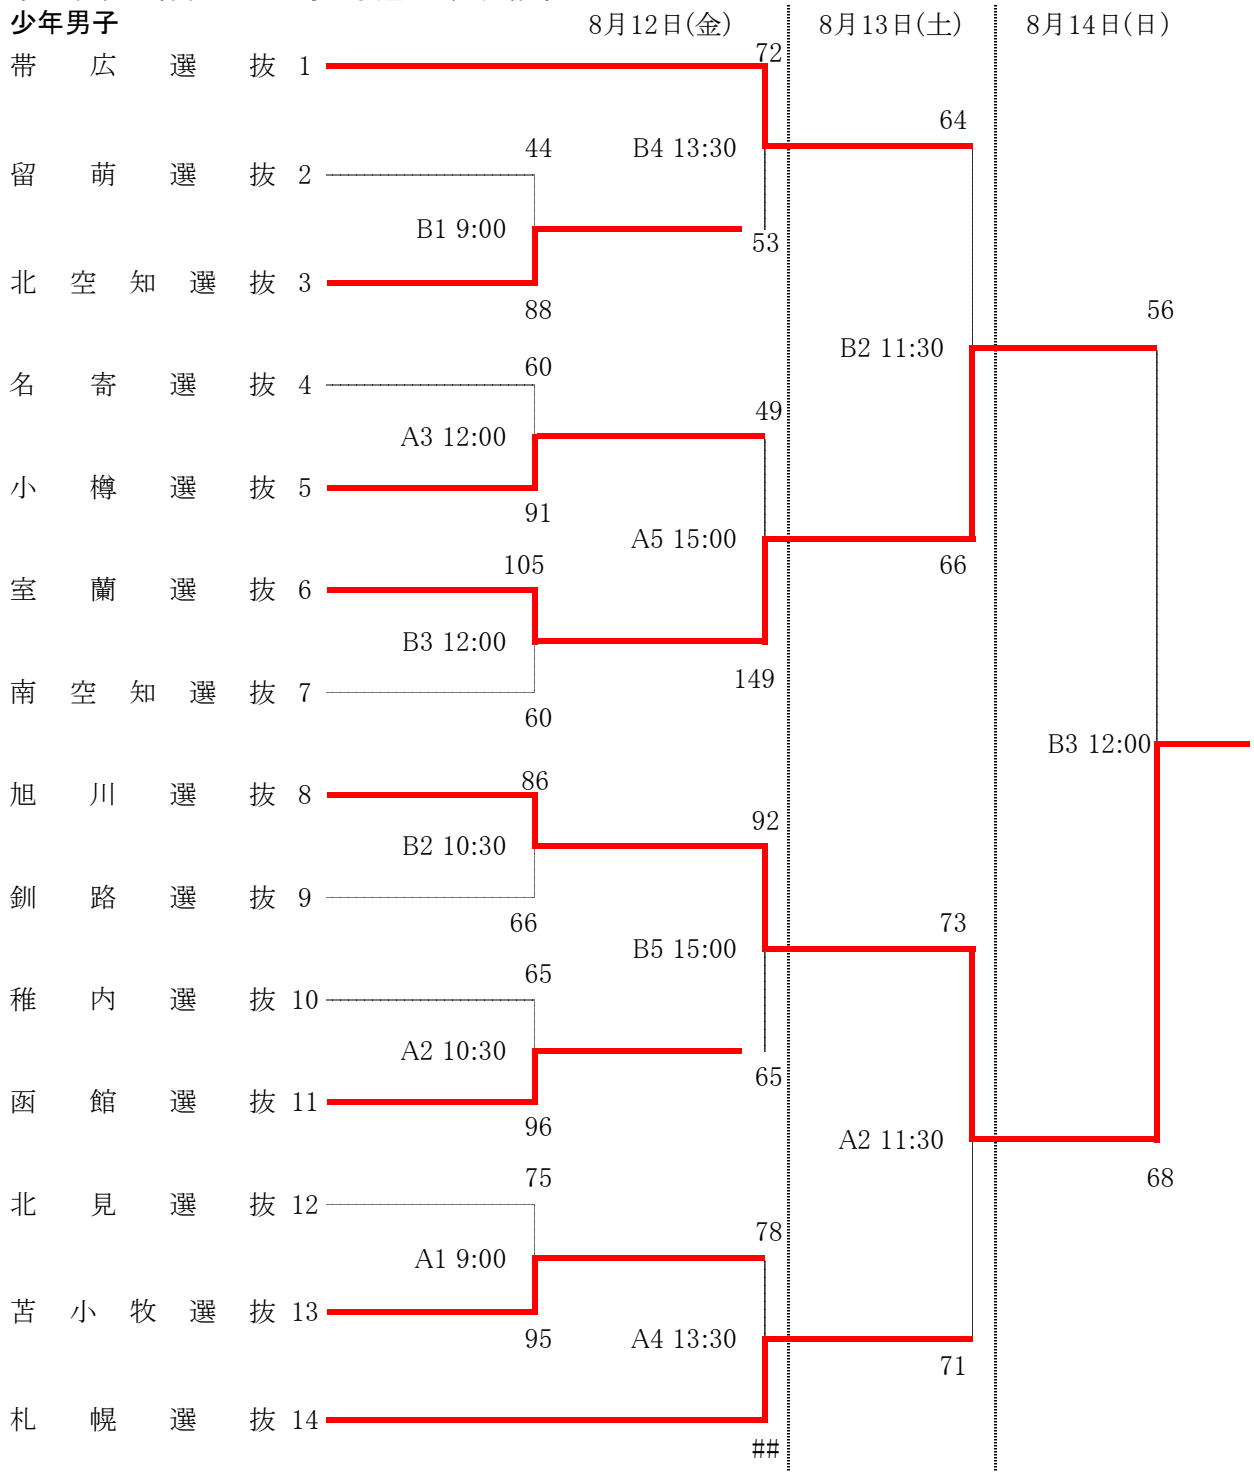 少年男子 8月12日(金) 8月13日(土) 8月14日(日)
72
帯広選抜 1
64
44 B4 13:30
留萌選抜 2
B1 9:00
53
北空知選抜 3
88 56
B2 11:30
60
名寄選抜 4
49
A3 12:00
小樽選抜 5
91
A5 15:00
105 66
室蘭選抜 6
B3 12:00
149
南空知選抜 7
60
B3 12:00
86
旭川選抜 8
92
B2 10:30
釧路選抜 9
66 73
B5 15:00
65
稚内選抜 10
A2 10:30
65
函館選抜 11
96
A2 11:30
75 68
北見選抜 12
78
A1 9:00
苫小牧選抜 13
95 A4 13:30
71
札幌選抜 14
##